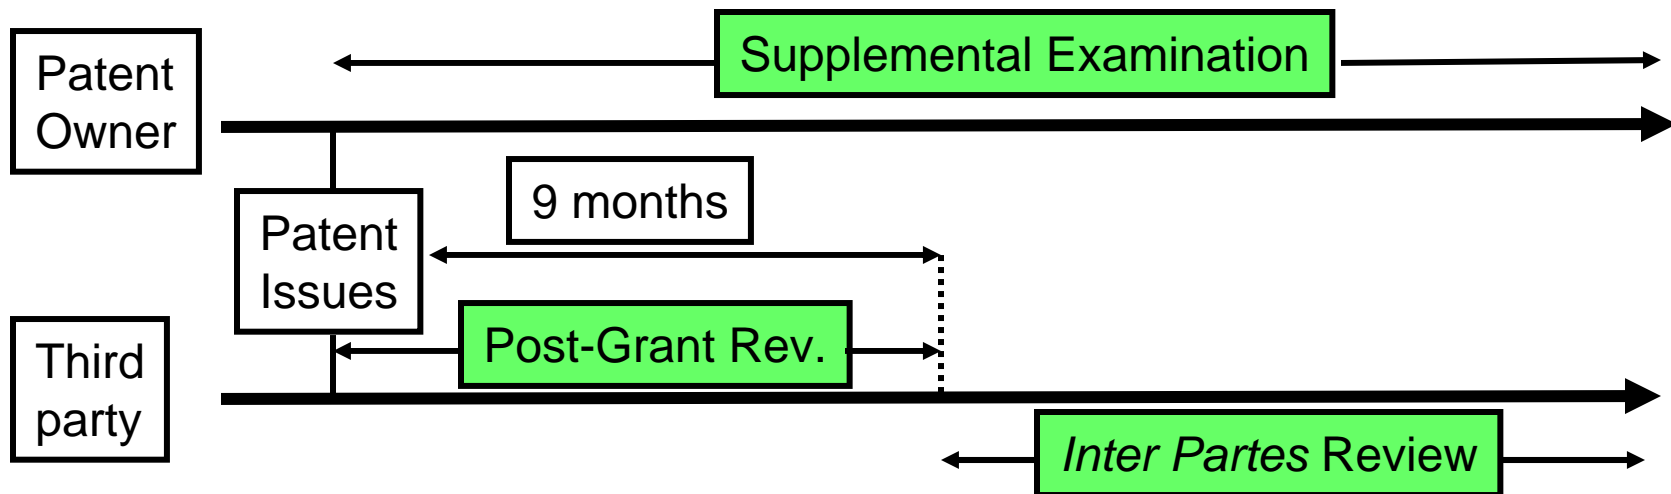 Supplemental Examination
Patent
Owner
9 months
Patent
Issues
Post-Grant Rev.
Third
party
Inter Partes Review